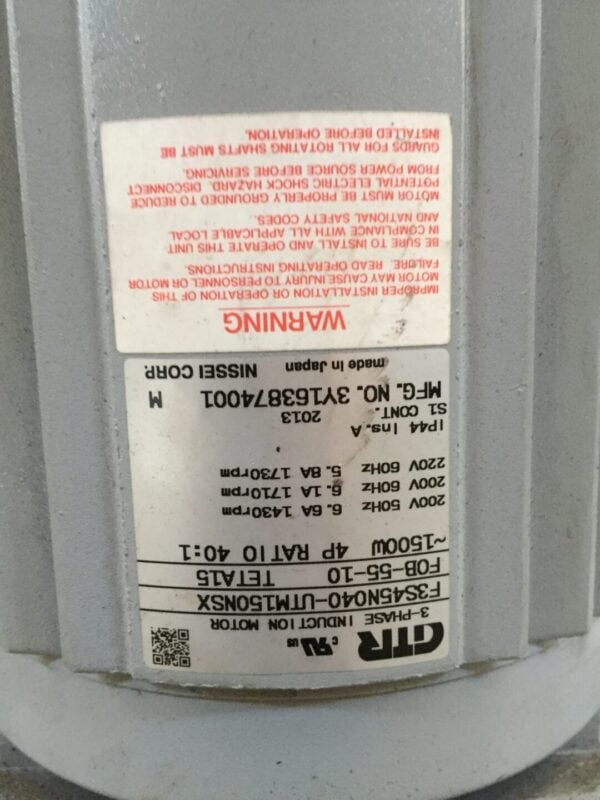 GTR
c UL us
3-PHASE INDUCTION MOTOR
F3S45N040-UTM150NSX
FOB-55-10 TETA15
~1500W 4P RATIO 40:1
200V 50Hz 6.6A 1430rpm
200V 60Hz 6.1A 1710rpm
220V 60Hz 5.8A 1730rpm
IP44 Ins.A
S1 CONT. 2013
MFG. NO. 3Y163874001 M
made in Japan NISSEI CORP.
WARNING
IMPROPER INSTALLATION OR OPERATION OF THIS
MOTOR MAY CAUSE INJURY TO PERSONNEL OR MOTOR
FAILURE. READ OPERATING INSTRUCTIONS.
BE SURE TO INSTALL AND OPERATE THIS UNIT
IN COMPLIANCE WITH ALL APPLICABLE LOCAL
AND NATIONAL SAFETY CODES.
MOTOR MUST BE PROPERLY GROUNDED TO REDUCE
POTENTIAL ELECTRIC SHOCK HAZARD. DISCONNECT
FROM POWER SOURCE BEFORE SERVICING.
GUARDS FOR ALL ROTATING SHAFTS MUST BE
INSTALLED BEFORE OPERATION.